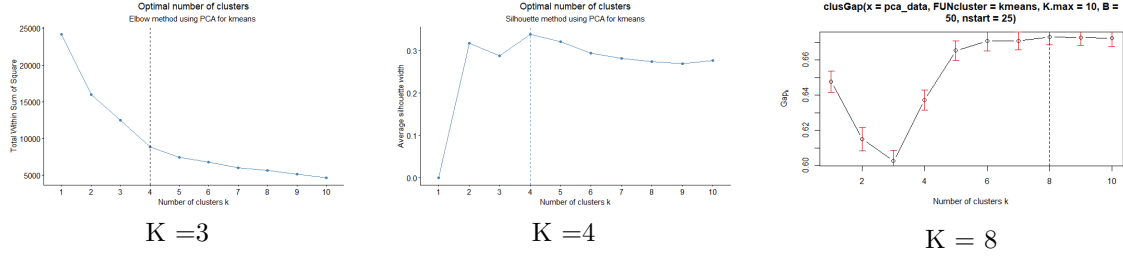 Optimal number of clusters
Elbow method using PCA for kmeans
Total Within Sum of Square
25000
20000
15000
10000
5000
1 2 3 4 5 6 7 8 9 10
Number of clusters k
K =3
Optimal number of clusters
Silhouette method using PCA for kmeans
Average silhouette width
0.3
0.2
0.1
0.0
1 2 3 4 5 6 7 8 9 10
Number of clusters k
K =4
clusGap(x = pca_data, FUNcluster = kmeans, K.max = 10, B =
50, nstart = 25)
Gapk
0.66
0.64
0.62
0.60
2 4 6 8 10
Number of clusters k
K = 8